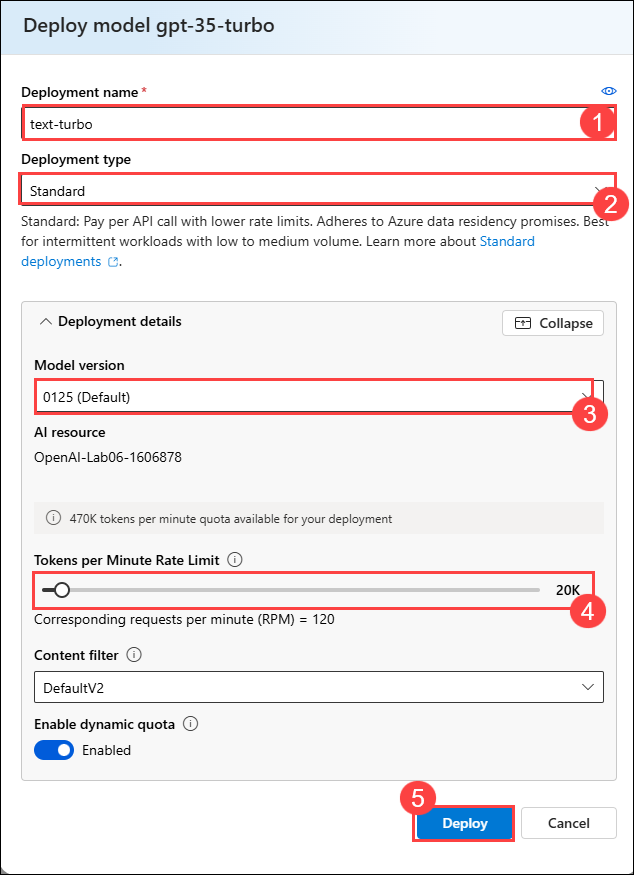 Deploy model gpt-35-turbo
Deployment name *
text-turbo
1
Deployment type
Standard
2
Standard: Pay per API call with lower rate limits. Adheres to Azure data residency promises. Best
for intermittent workloads with low to medium volume. Learn more about Standard
deployments.
Deployment details
Collapse
Model version
0125 (Default)
3
AI resource
OpenAI-Lab06-1606878
470K tokens per minute quota available for your deployment
Tokens per Minute Rate Limit
20K
4
Corresponding requests per minute (RPM) = 120
Content filter
DefaultV2
Enable dynamic quota
Enabled
5
Deploy
Cancel